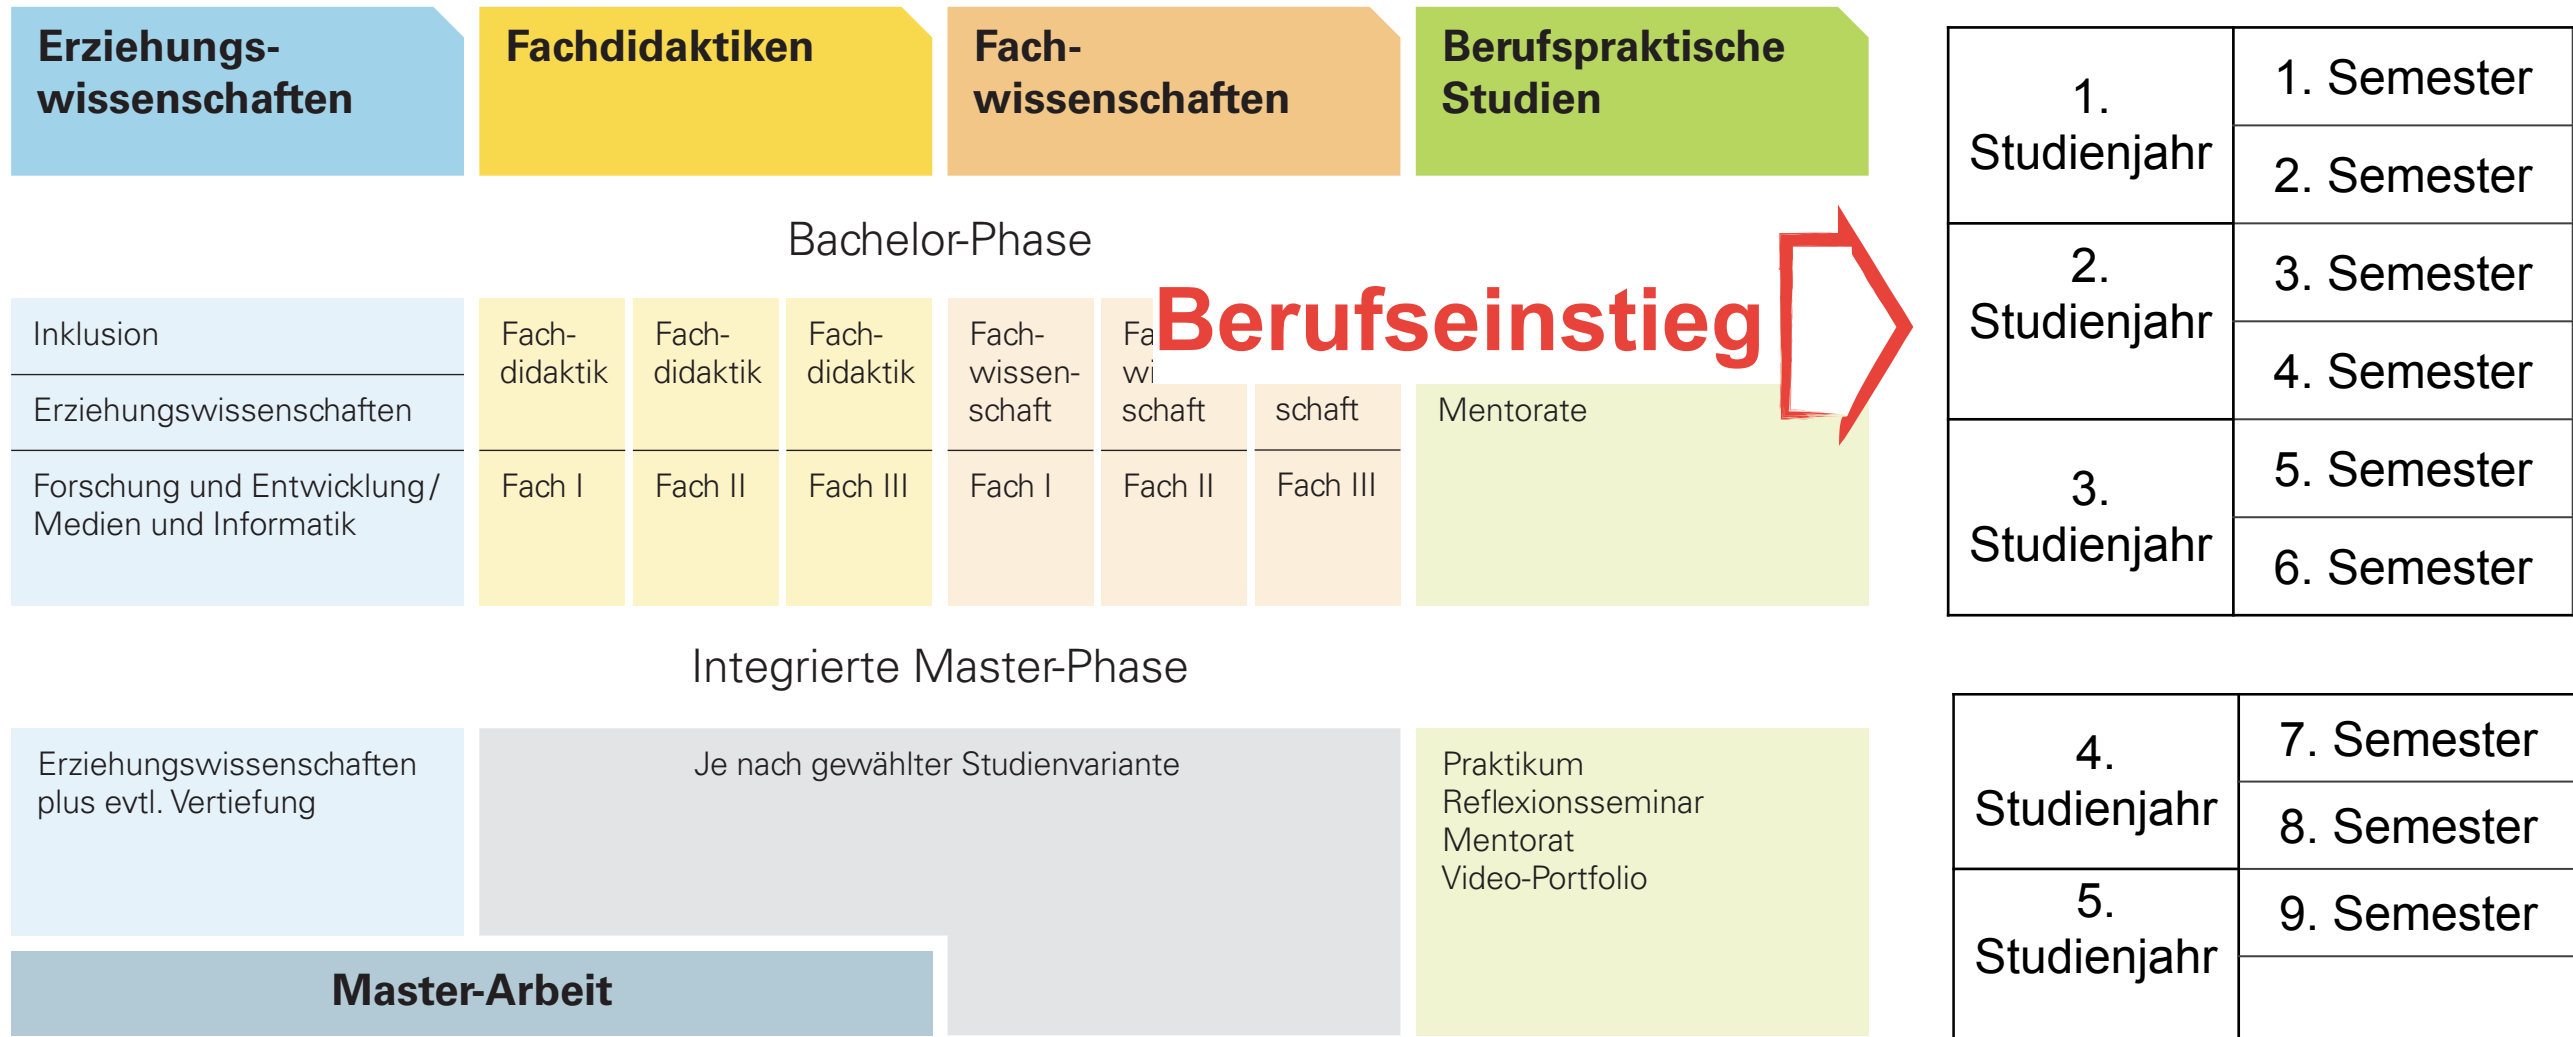 Erziehungs-
wissenschaften
Fachdidaktiken
Fach-
wissenschaften
Berufspraktische
Studien
Bachelor-Phase
Inklusion
Erziehungswissenschaften
Forschung und Entwicklung/
Medien und Informatik
Fach-
didaktik
Fach I
Fach-
didaktik
Fach II
Fach-
didaktik
Fach III
Fach-
wissen-
schaft
Fach I
schaft
Fach II
schaft
Fach III
Berufseinstieg
Mentorate
Integrierte Master-Phase
Erziehungswissenschaften
plus evtl. Vertiefung
Je nach gewählter Studienvariante
Praktikum
Reflexionsseminar
Mentorat
Video-Portfolio
Master-Arbeit
1.
Studienjahr
1. Semester
2. Semester
2.
Studienjahr
3. Semester
4. Semester
3.
Studienjahr
5. Semester
6. Semester
4.
Studienjahr
7. Semester
8. Semester
5.
Studienjahr
9. Semester